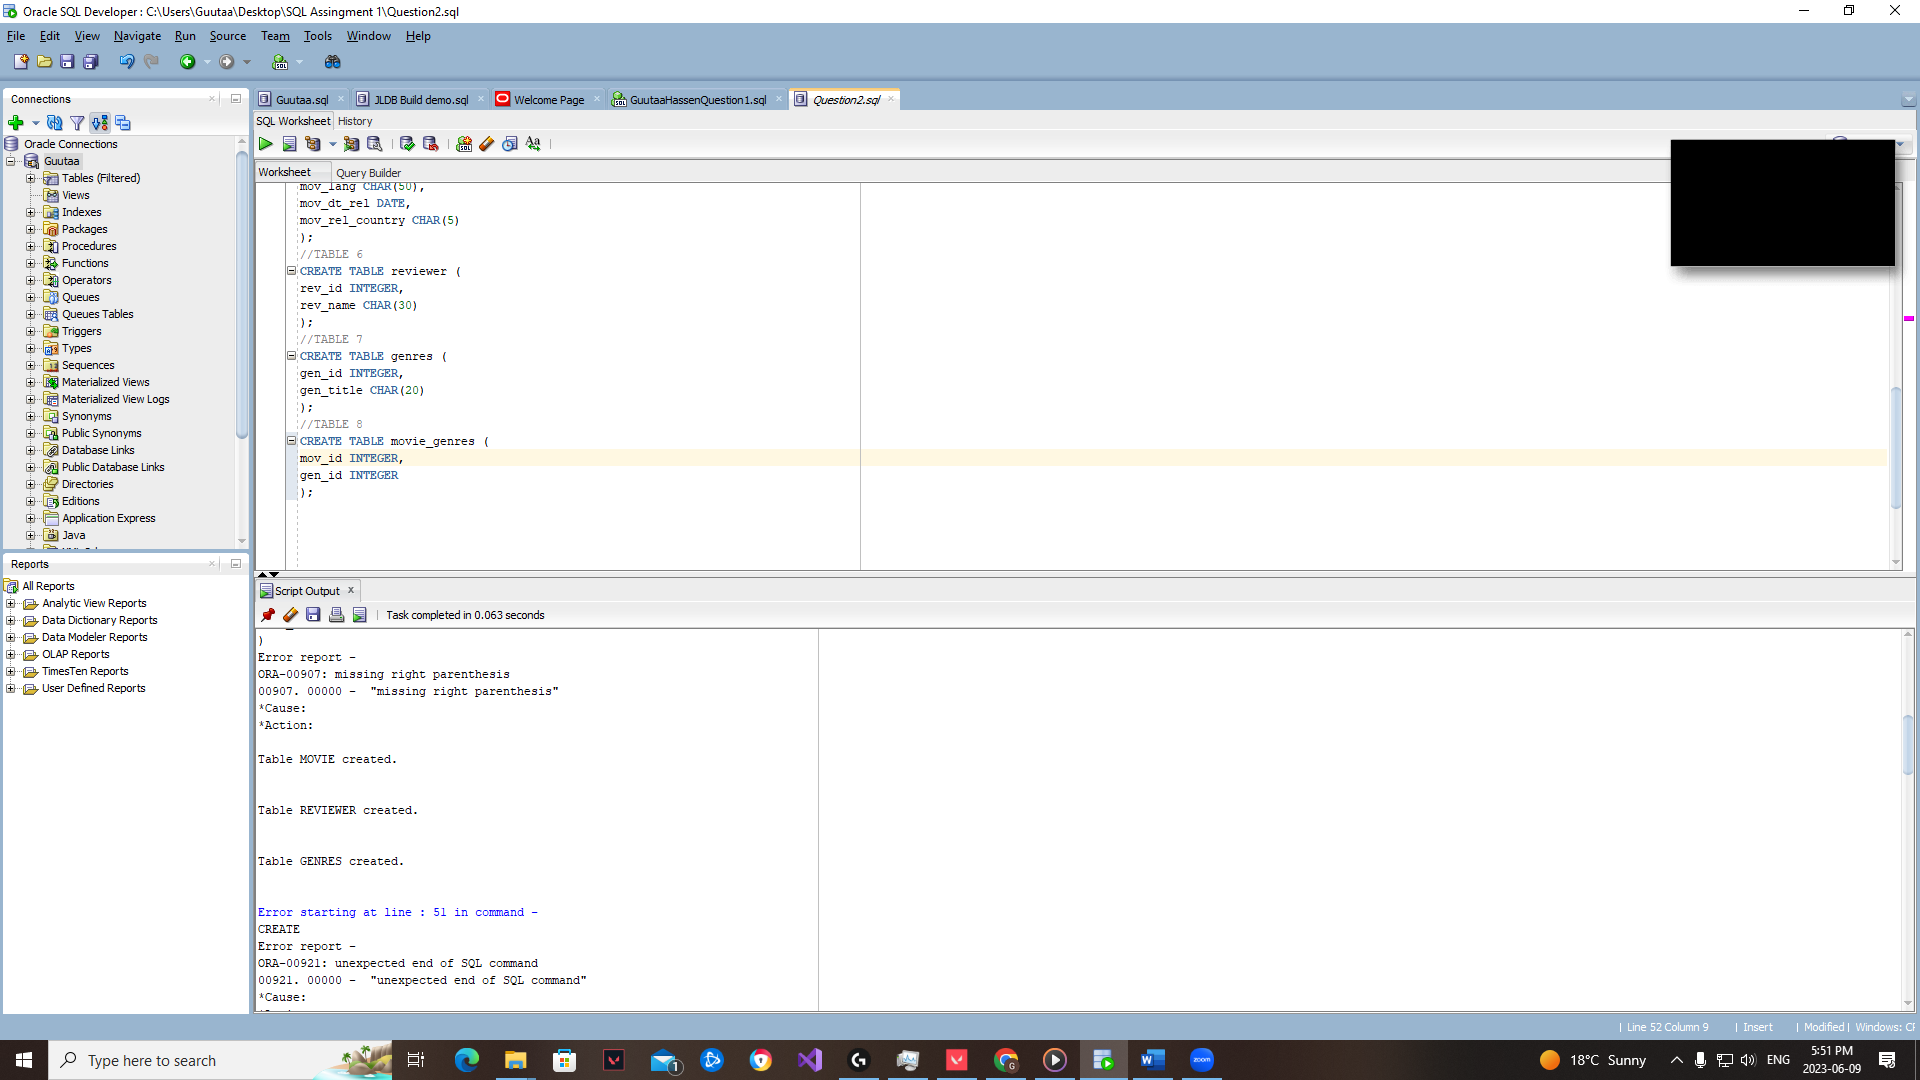 Oracle SQL Developer : C:\Users\Guutaa\Desktop\SQL Assingment 1\Question2.sql
File Edit View Navigate Run Source Team Tools Window Help
Connections
Oracle Connections
Guutaa
Tables (Filtered)
Views
Indexes
Packages
Procedures
Functions
Operators
Queues
Queues Tables
Triggers
Types
Sequences
Materialized Views
Materialized View Logs
Synonyms
Public Synonyms
Database Links
Public Database Links
Directories
Editions
Application Express
Java
Reports
All Reports
Analytic View Reports
Data Dictionary Reports
Data Modeler Reports
OLAP Reports
TimesTen Reports
User Defined Reports
Guutaa.sql JLDB Build demo.sql Welcome Page GuutaaHassenQuestion1.sql Question2.sql
SQL Worksheet History
Worksheet Query Builder
mov_lang CHAR(50),
mov_dt_rel DATE,
mov_rel_country CHAR(5)
);
//TABLE 6
CREATE TABLE reviewer (
rev_id INTEGER,
rev_name CHAR(30)
);
//TABLE 7
CREATE TABLE genres (
gen_id INTEGER,
gen_title CHAR(20)
);
//TABLE 8
CREATE TABLE movie_genres (
mov_id INTEGER,
gen_id INTEGER
);
Script Output
Task completed in 0.063 seconds
)
Error report -
ORA-00907: missing right parenthesis
00907. 00000 - "missing right parenthesis"
*Cause:
*Action:
Table MOVIE created.
Table REVIEWER created.
Table GENRES created.
Error starting at line : 51 in command -
CREATE
Error report -
ORA-00921: unexpected end of SQL command
00921. 00000 - "unexpected end of SQL command"
*Cause:
Line 52 Column 9 | Insert | Modified | Windows: CF
Type here to search
18°C Sunny
ENG
5:51 PM
2023-06-09